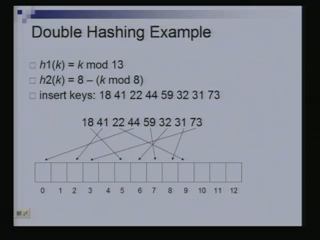 Double Hashing Example
h1(k) = k mod 13
h2(k) = 8 – (k mod 8)
insert keys: 18 41 22 44 59 32 31 73
18 41 22 44 59 32 31 73
0 1 2 3 4 5 6 7 8 9 10 11 12